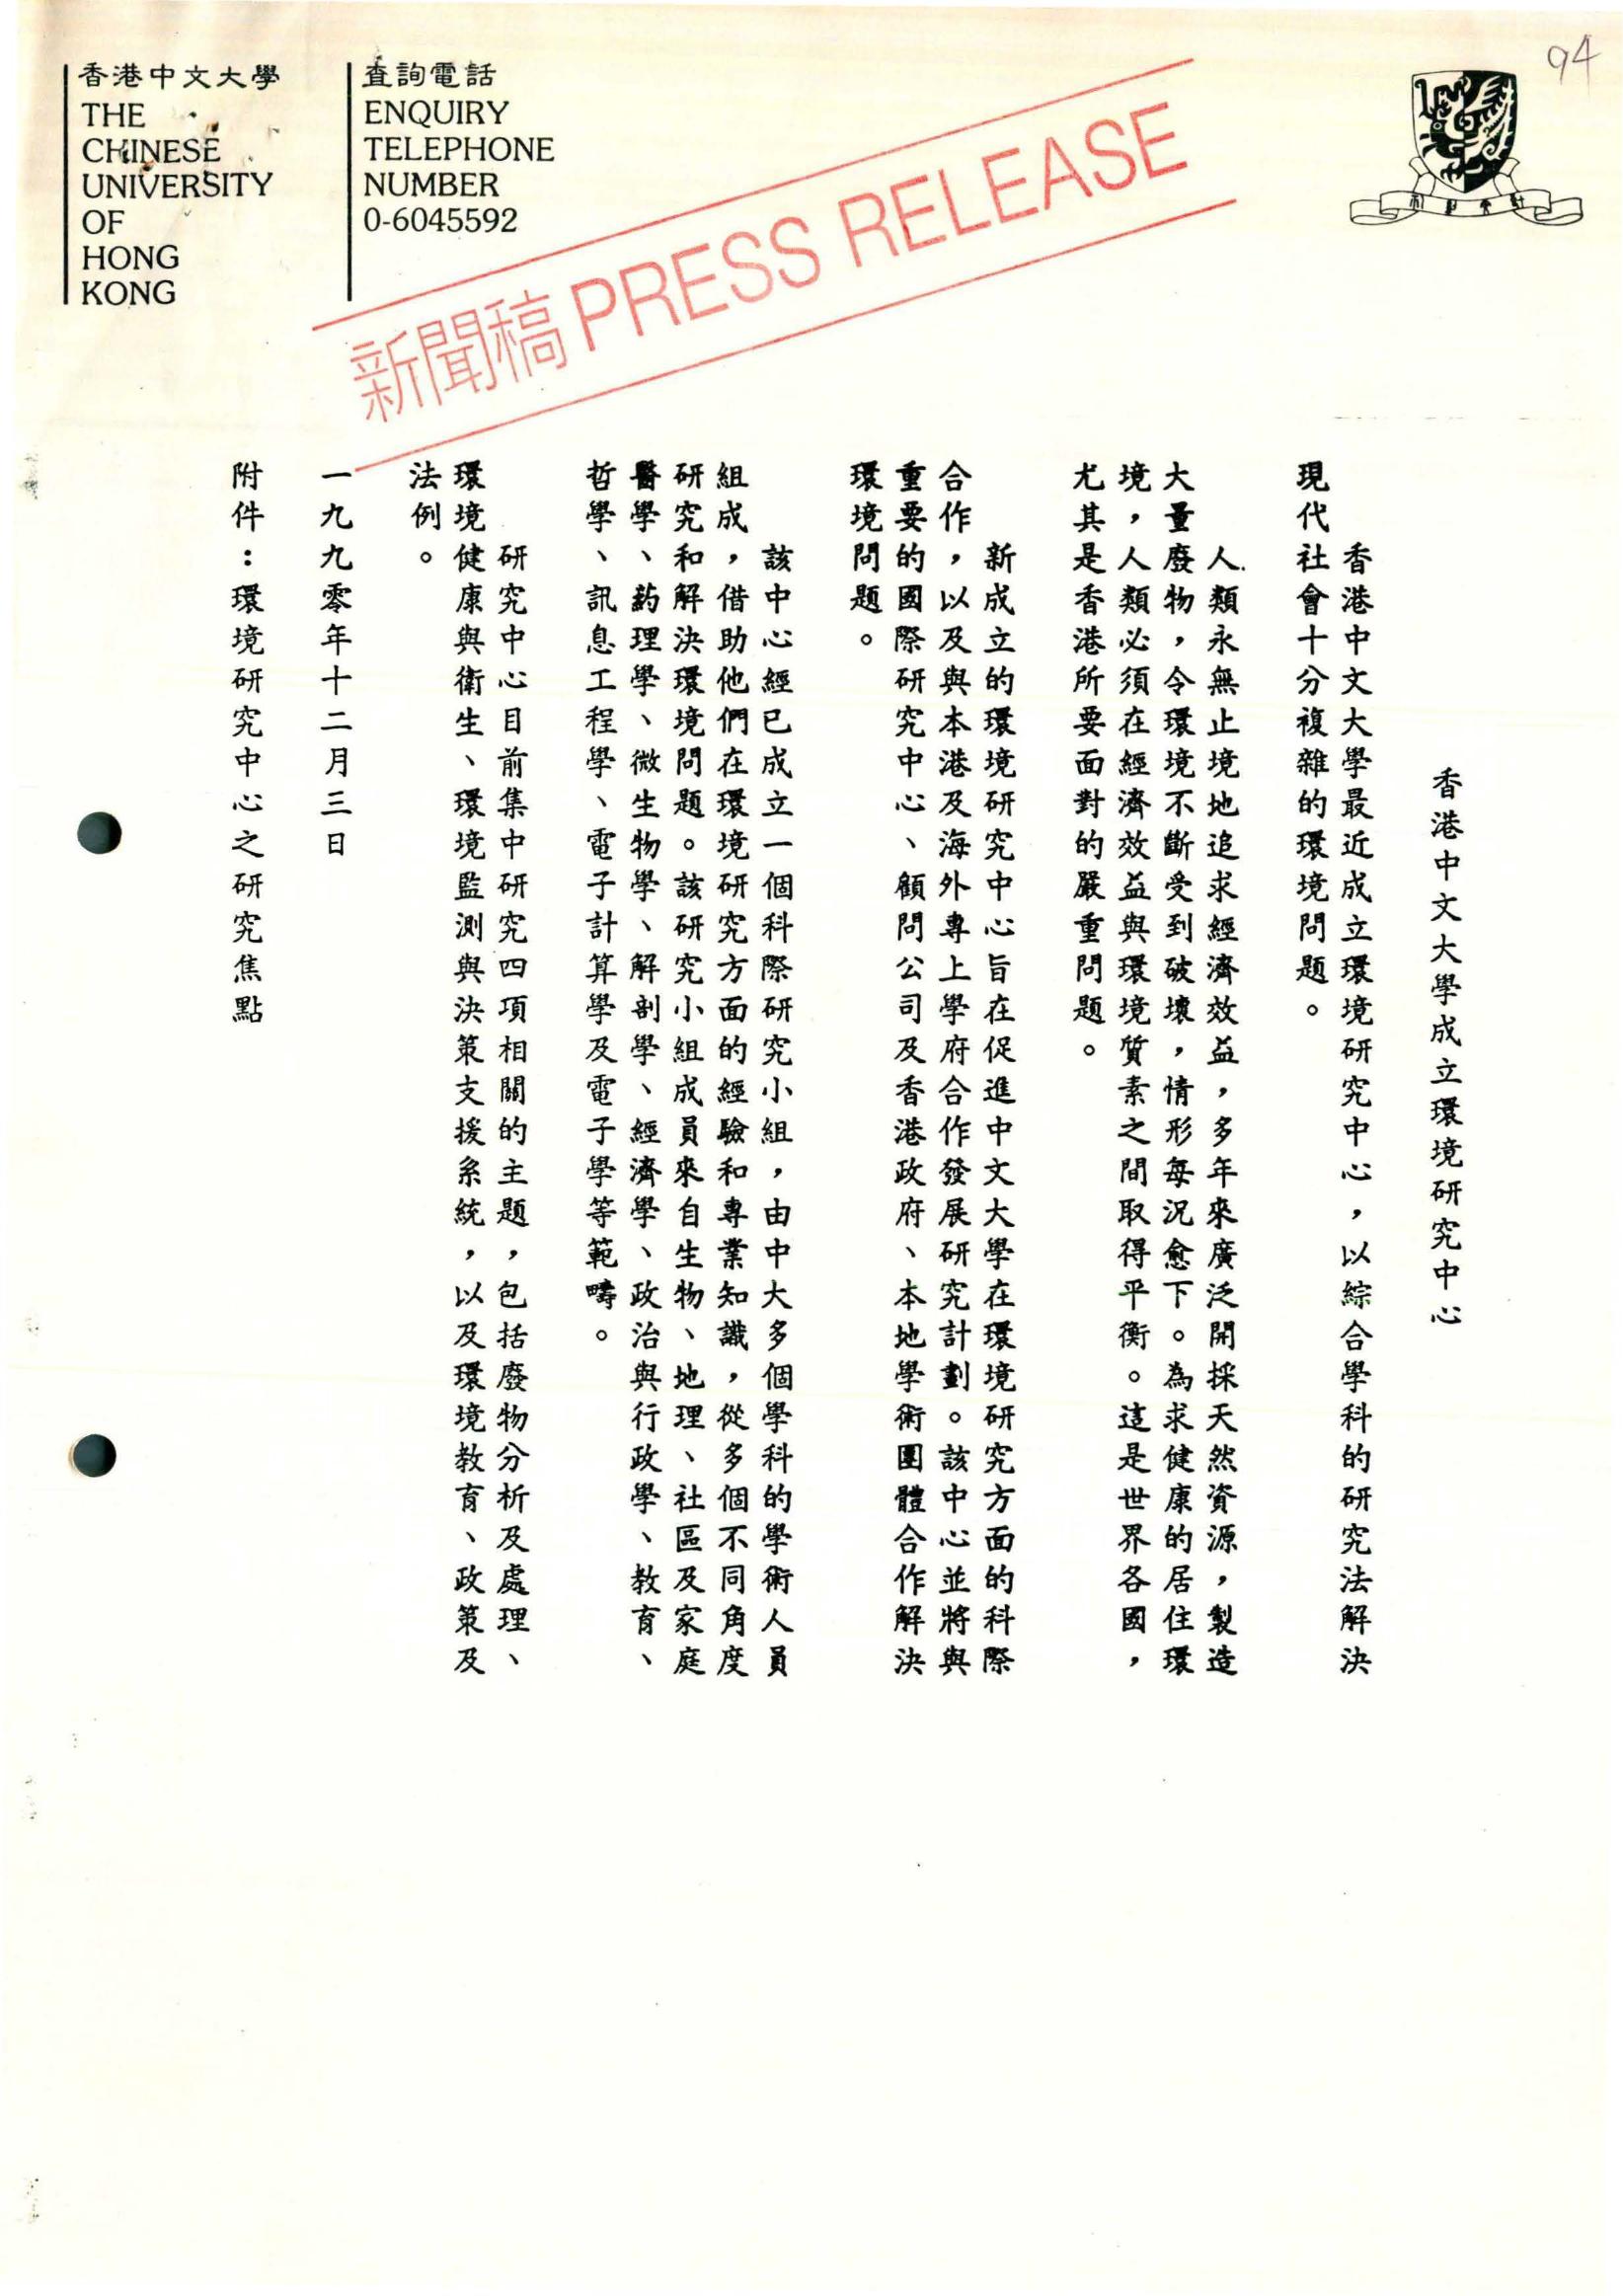 香港中文大學
THE
CHINESE
UNIVERSITY
OF
HONG
KONG
查詢電話
ENQUIRY
TELEPHONE
NUMBER
0-6045592
新聞稿 PRESS RELEASE
94
香港中文大學成立環境研究中心
香港中文大學最近成立環境研究中心，以綜合學科的研究法解決
現代社會十分複雜的環境問題。
人類永無止境地追求經濟效益，多年來廣泛開採天然資源，製造
大量廢物，令環境不斷受到破壞，情形每況愈下。為求健康的居住環
境，人類必須在經濟效益與環境質素之間取得平衡。這是世界各國，
尤其是香港所要面對的嚴重問題。
新成立的環境研究中心旨在促進中文大學在環境研究方面的科際
合作，以及與本港及海外專上學府合作發展研究計劃。該中心並將與
重要的國際研究中心、顧問公司及香港政府、本地學術團體合作解決
環境問題。
該中心經已成立一個科際研究小組，由中大多個學科的學術人員
組成，借助他們在環境研究方面的經驗和專業知識，從多個不同角度
研究和解決環境問題。該研究小組成員來自生物、地理、社區及家庭
醫學、葯理學、微生物學、解剖學、經濟學、政治與行政學、教育、
哲學、訊息工程學、電子計算學及電子學等範疇。
研究中心目前集中研究四項相關的主題，包括廢物分析及處理、
環境健康與衛生、環境監測與決策支援系統，以及環境教育、政策及
法例。
一九九零年十二月三日
附件：環境研究中心之研究焦點